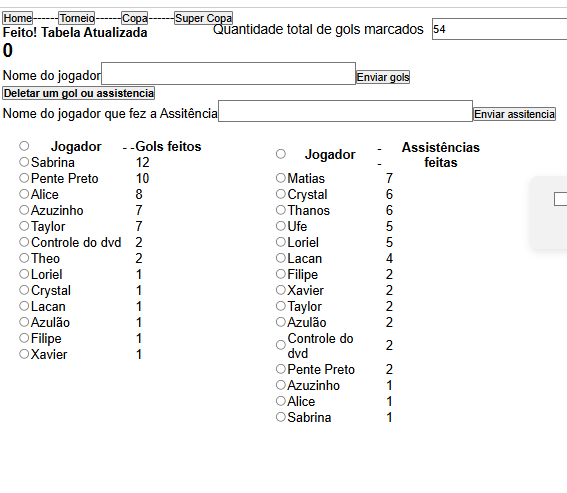 Home------Torneio------Copa------Super Copa
Feito! Tabela Atualizada
Quantidade total de gols marcados 54
0
Nome do jogador Enviar gols
Deletar um gol ou assistencia
Nome do jogador que fez a Assitência Enviar assitencia
Jogador - - Gols feitos
Sabrina 12
Pente Preto 10
Alice 8
Azuzinho 7
Taylor 7
Controle do dvd 2
Theo 2
Loriel 1
Crystal 1
Lacan 1
Azulão 1
Filipe 1
Xavier 1
Jogador - - Assistências feitas
Matias 7
Crystal 6
Thanos 6
Ufe 5
Loriel 5
Lacan 4
Filipe 2
Xavier 2
Taylor 2
Azulão 2
Controle do dvd 2
Pente Preto 2
Azuzinho 1
Alice 1
Sabrina 1